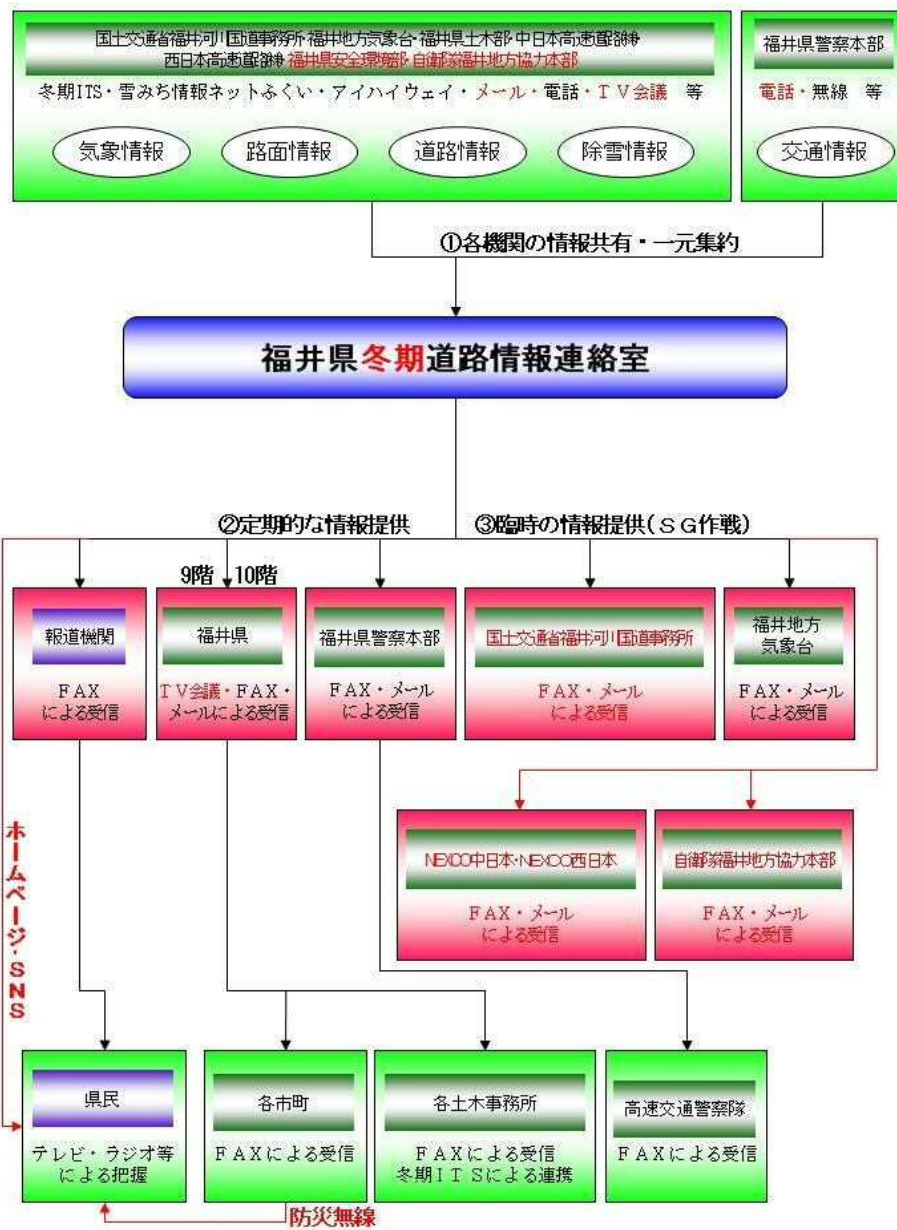 国土交通省福井河川国道事務所・福井地方気象台・福井県土木部・中日本高速道路㈱
西日本高速道路㈱・福井県安全環境部・自衛隊福井地方協力本部
冬期ITS・雪みち情報ネットふくい・アイハイウェイ・メール・電話・ＴＶ会議　等
気象情報
路面情報
道路情報
除雪情報
福井県警察本部
電話・無線　等
交通情報
①各機関の情報共有・一元集約
福井県冬期道路情報連絡室
②定期的な情報提供
③臨時の情報提供(ＳＧ作戦)
9階
10階
報道機関
ＦＡＸ
による受信
福井県
ＴＶ会議・ＦＡＸ・
メールによる受信
福井県警察本部
ＦＡＸ・メール
による受信
国土交通省福井河川国道事務所
ＦＡＸ・メール
による受信
福井地方
気象台
ＦＡＸ・メール
による受信
NEXCO中日本・NEXCO西日本
ＦＡＸ・メール
による受信
自衛隊福井地方協力本部
ＦＡＸ・メール
による受信
ホームページ・ＳＮＳ
県民
テレビ・ラジオ等
による把握
各市町
ＦＡＸによる受信
各土木事務所
ＦＡＸによる受信
冬期ＩＴＳによる連携
高速交通警察隊
ＦＡＸによる受信
防災無線